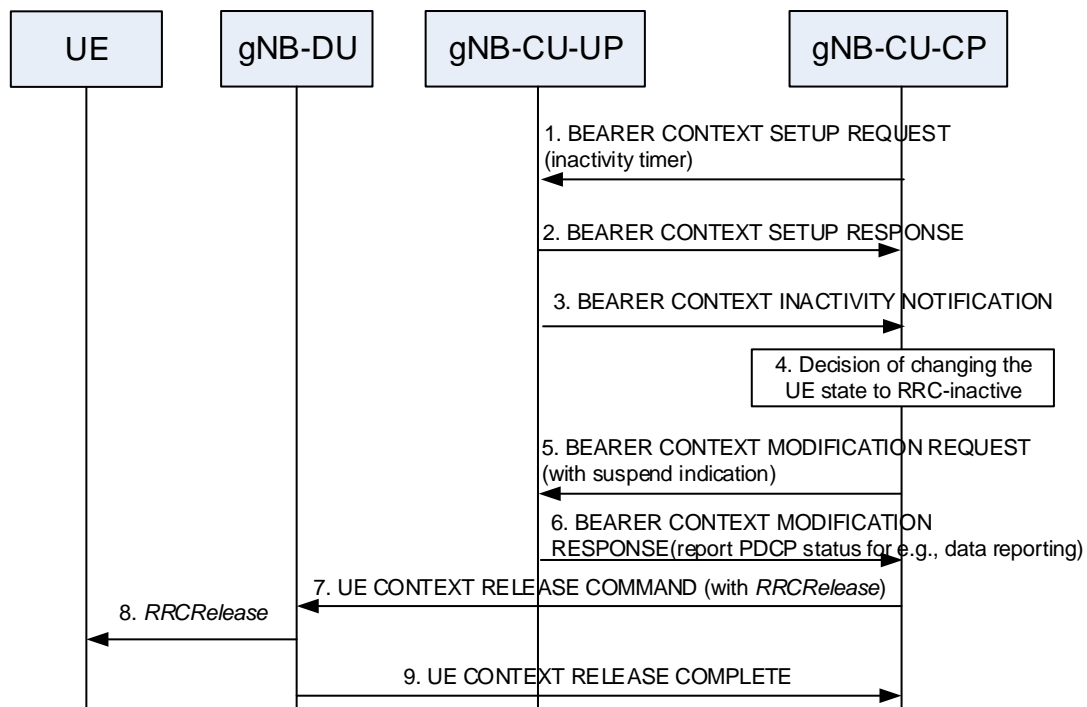 UE
gNB-DU
gNB-CU-UP
gNB-CU-CP
1. BEARER CONTEXT SETUP REQUEST
(inactivity timer)
2. BEARER CONTEXT SETUP RESPONSE
3. BEARER CONTEXT INACTIVITY NOTIFICATION
4. Decision of changing the
UE state to RRC-inactive
5. BEARER CONTEXT MODIFICATION REQUEST
(with suspend indication)
6. BEARER CONTEXT MODIFICATION
RESPONSE(report PDCP status for e.g., data reporting)
7. UE CONTEXT RELEASE COMMAND (with RRCRelease)
8. RRCRelease
9. UE CONTEXT RELEASE COMPLETE